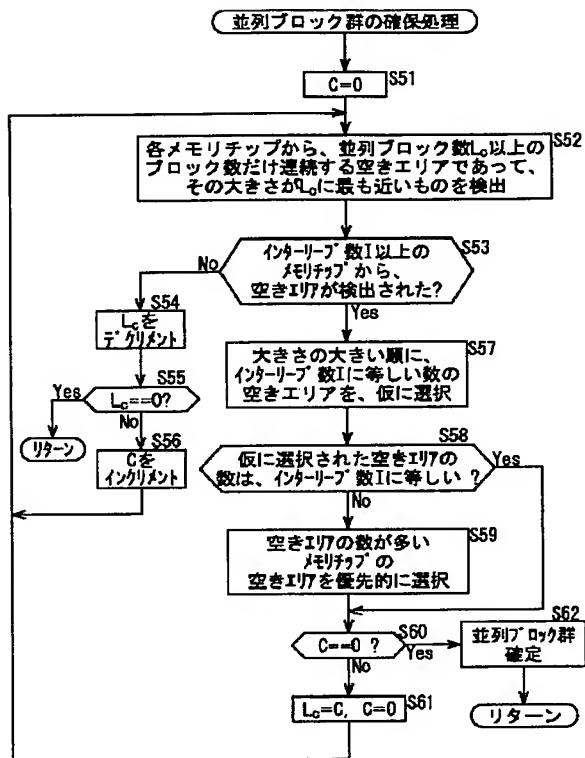 並列ブロック群の確保処理
C=0
S51
各メモリチップから、並列ブロック数Lc以上の
ブロック数だけ連続する空きエリアであって、
その大きさがLcに最も近いものを検出
S52
インターリーブ数I以上の
メモリチップから、
空きエリアが検出された?
S53
No
Yes
S54
Lcを
デクリメント
S55
Lc==0?
Yes
No
リターン
S56
Cを
インクリメント
S57
大きさの大きい順に、
インターリーブ数Iに等しい数の
空きエリアを、仮に選択
S58
仮に選択された空きエリアの
数は、インターリーブ数Iに等しい?
Yes
No
S59
空きエリアの数が多い
メモリチップの
空きエリアを優先的に選択
S60
C==0 ?
Yes
No
S62
並列ブロック群
確定
リターン
S61
Lc=C, C=0